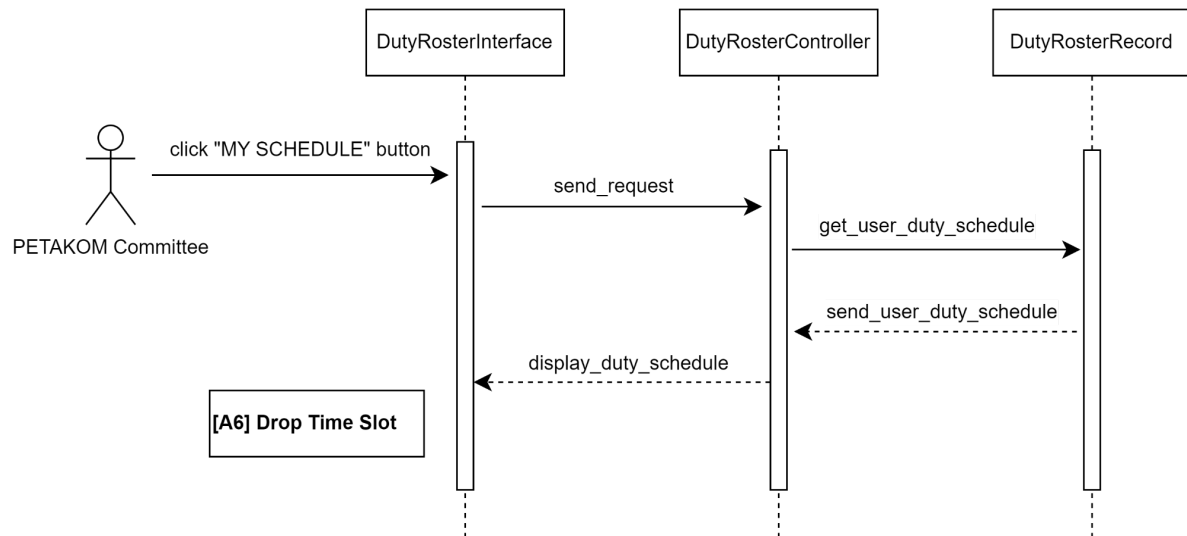 DutyRosterInterface
DutyRosterController
DutyRosterRecord
click "MY SCHEDULE" button
send_request
PETAKOM Committee
get_user_duty_schedule
send_user_duty_schedule
display_duty_schedule
[A6] Drop Time Slot